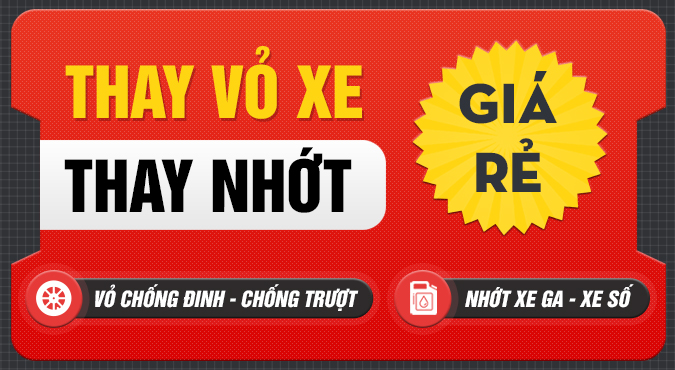 THAY VỎ XE
THAY NHỚT
GIÁ
RẺ
VỎ CHỐNG ĐINH - CHỐNG TRƯỢT
NHỚT XE GA - XE SỐ